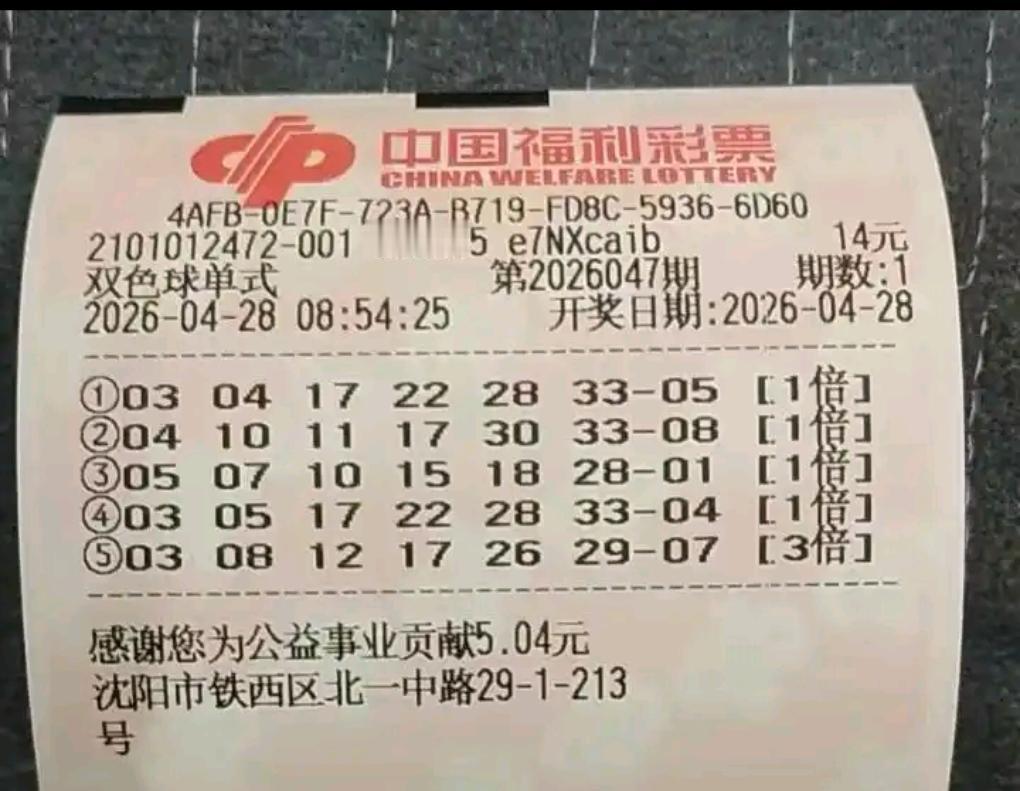 中国福利彩票
CHINA WELFARE LOTTERY
4AFB-0E7F-723A-B719-FD8C-5936-6D60
2101012472-001 5 e7NXcaib 14元
双色球单式 第2026047期 期数:1
2026-04-28 08:54:25 开奖日期:2026-04-28
①03 04 17 22 28 33-05 [1倍]
②04 10 11 17 30 33-08 [1倍]
③05 07 10 15 18 28-01 [1倍]
④03 05 17 22 28 33-04 [1倍]
⑤03 08 12 17 26 29-07 [3倍]
感谢您为公益事业贡献5.04元
沈阳市铁西区北一中路29-1-213
号